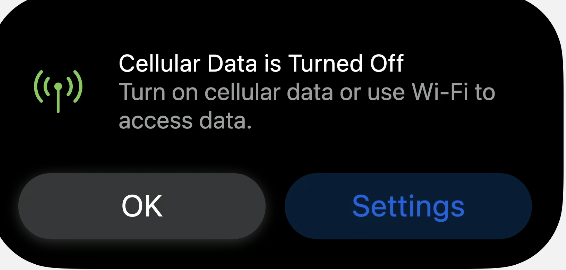 Cellular Data is Turned Off
Turn on cellular data or use Wi-Fi to
access data.
OK
Settings